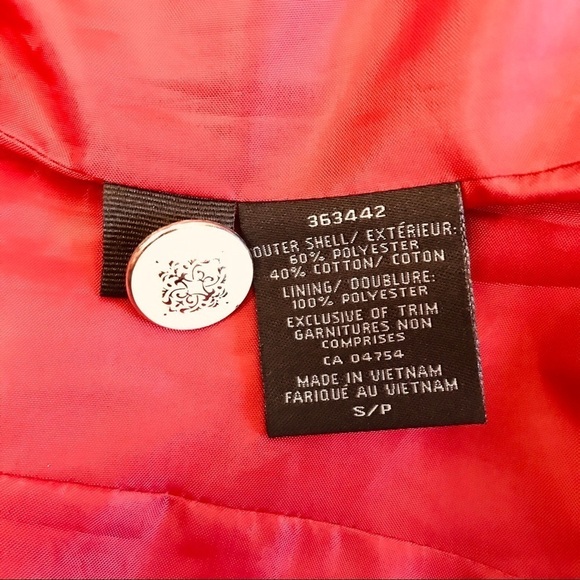 363442
OUTER SHELL/ EXTÉRIEUR:
60% POLYESTER
40% COTTON/ COTON
LINING/ DOUBLURE:
100% POLYESTER
EXCLUSIVE OF TRIM
GARNITURES NON
COMPRISES
CA 04754
MADE IN VIETNAM
FARIQUÉ AU VIETNAM
S/P